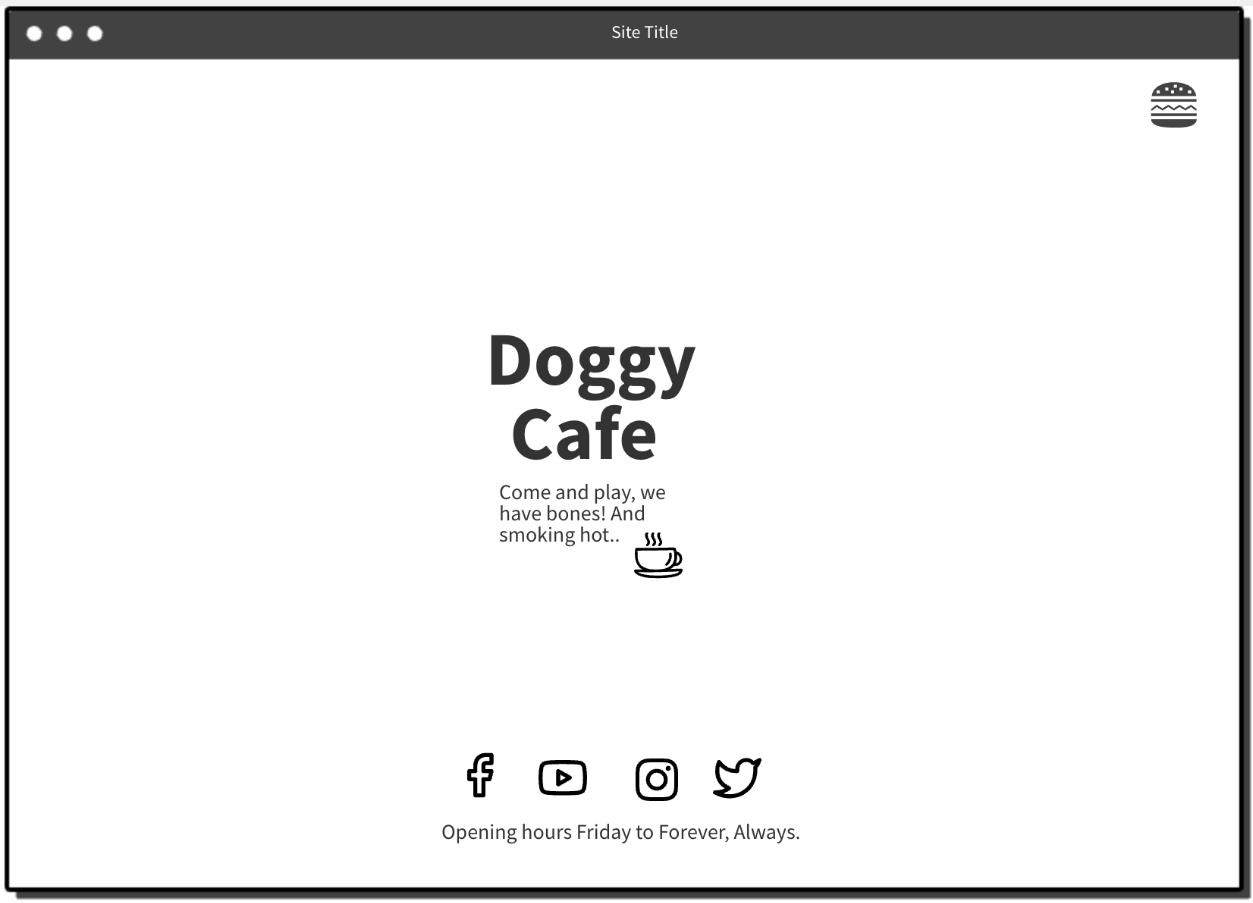 Site Title
Doggy
Cafe
Come and play, we
have bones! And
smoking hot..
Opening hours Friday to Forever, Always.